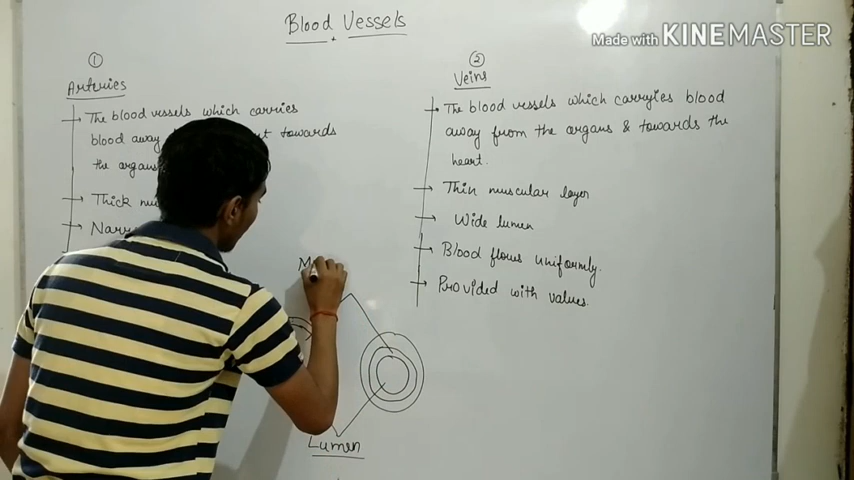 Blood Vessels
Made with KINEMASTER
①
Arteries
The blood vessels which carries
blood away towards
the organs
Thick
②
Veins
The blood vessels which carryies blood
away from the organs & towards the
heart.
Thin muscular layer
Wide lumen
Blood flows uniformly.
Provided with values.
M
Lumen